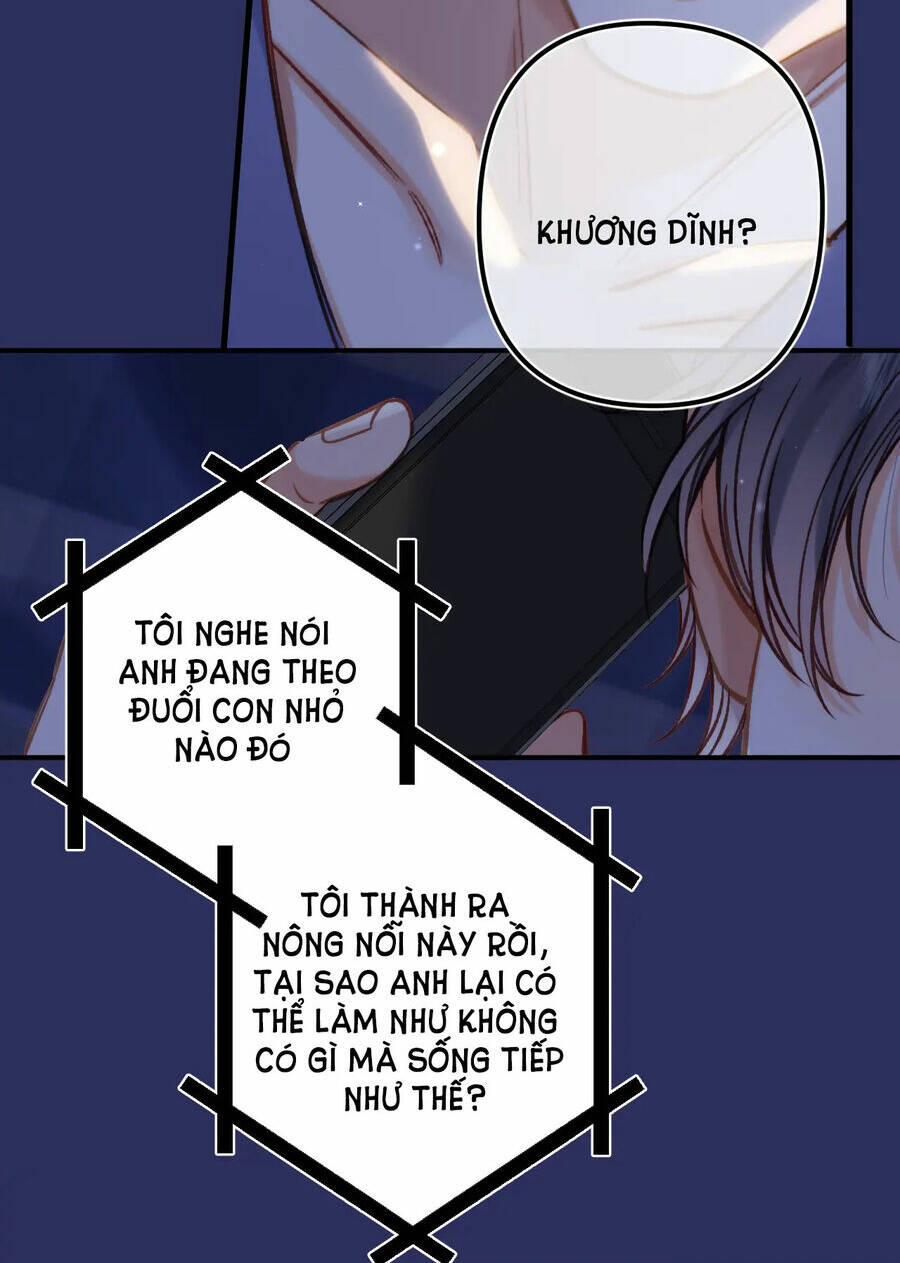 KHƯƠNG DĨNH?
TÔI NGHE NÓI
ANH ĐANG THEO
ĐUỔI CON NHỎ
NÀO ĐÓ
TÔI THÀNH RA
NÔNG NỖI NÀY RỒI,
TẠI SAO ANH LẠI CÓ
THỂ LÀM NHƯ KHÔNG
CÓ GÌ MÀ SỐNG TIẾP
NHƯ THẾ?